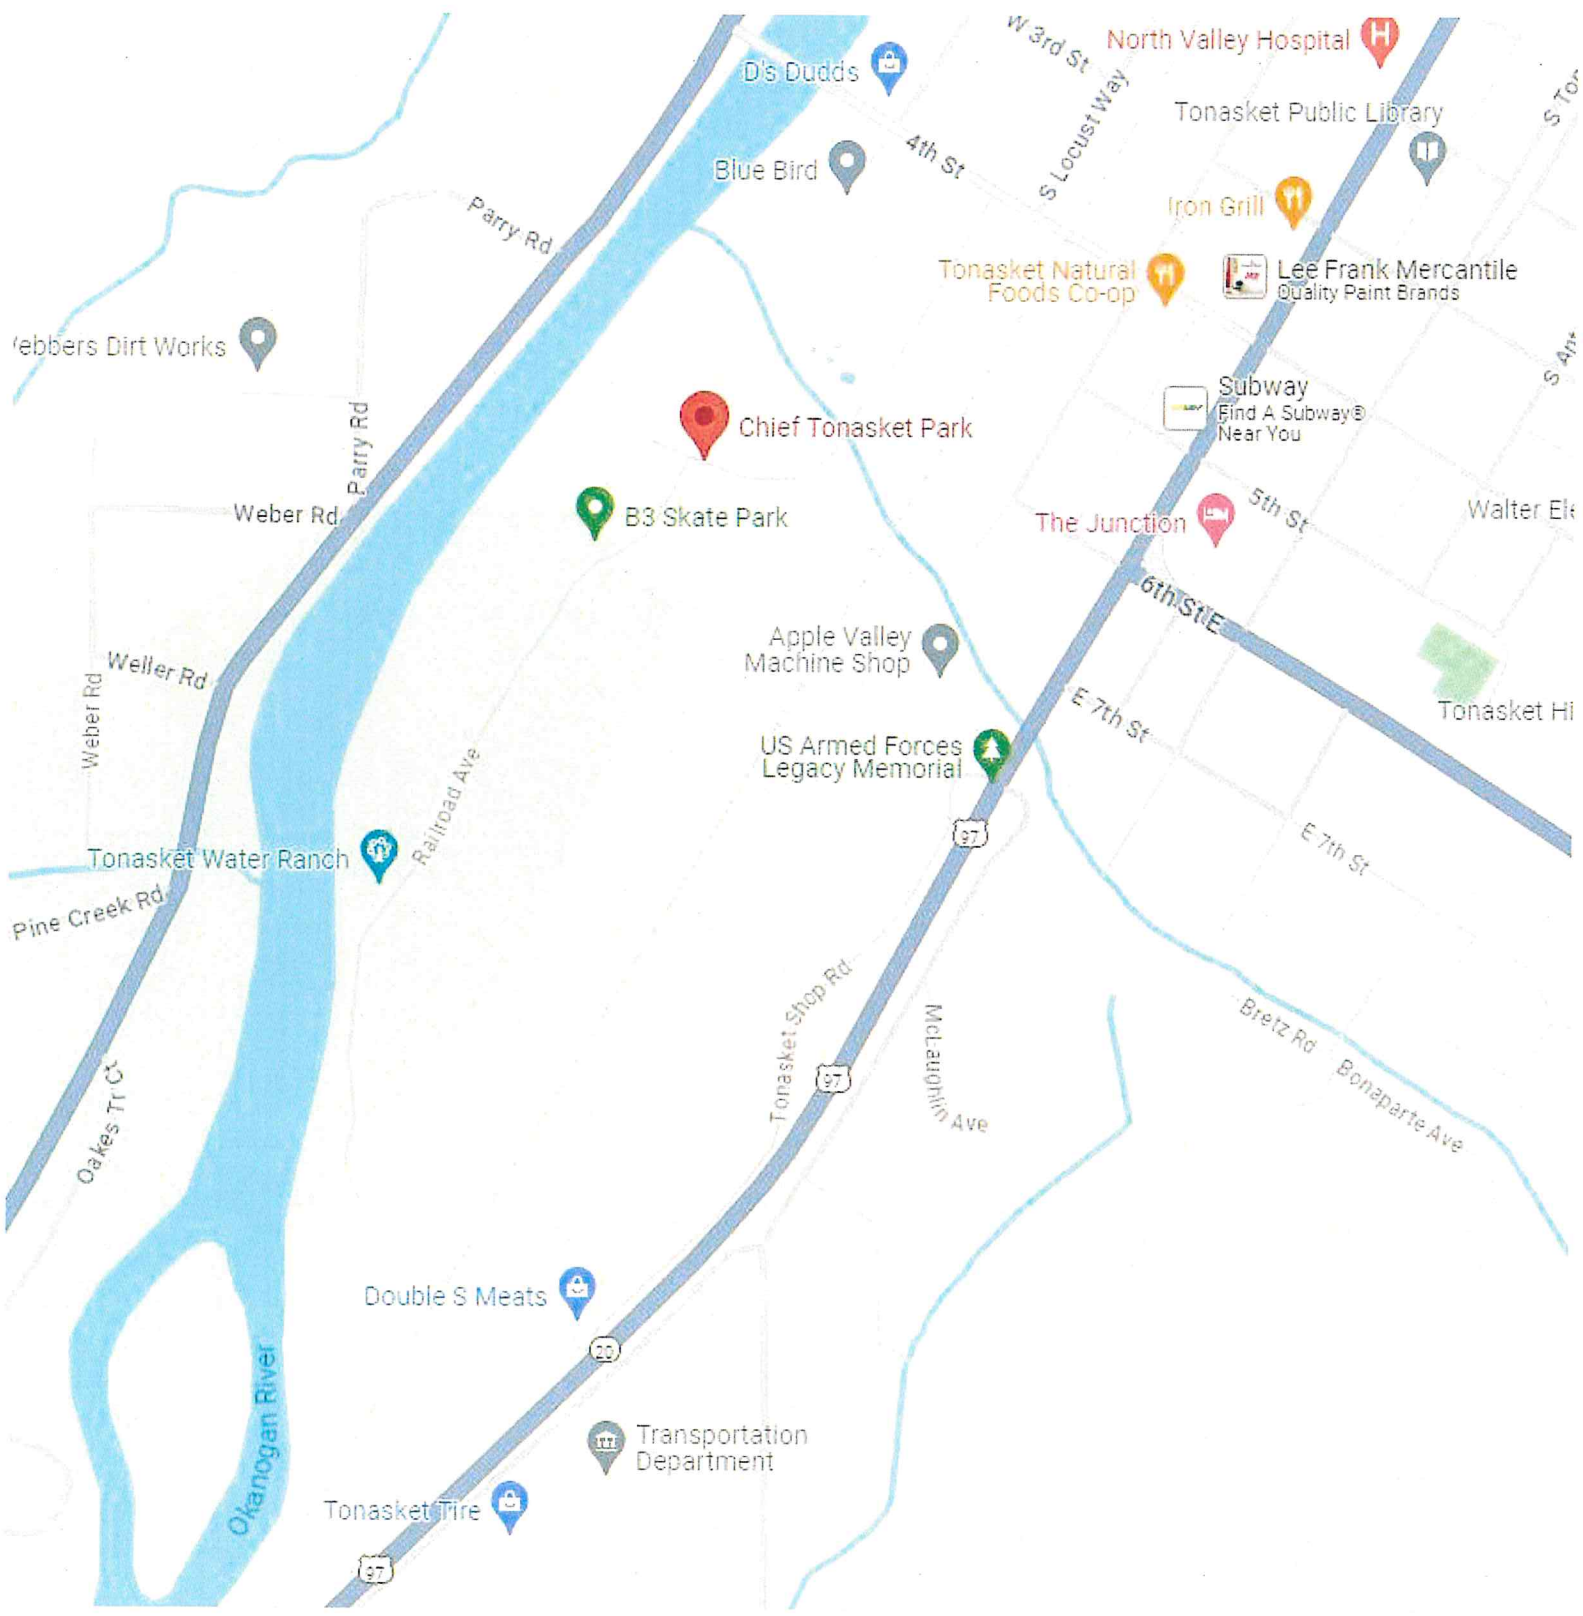 W 3rd St
North Valley Hospital
H
D's Dudds
S Locust Way
Tonasket Public Library
4th St
Blue Bird
Parry Rd
Iron Grill
Tonasket Natural
Foods Co-op
Lee Frank Mercantile
Quality Paint Brands
Dirt Works
Subway
Find A Subway®
Near You
Chief Tonasket Park
Parry Rd
Weber Rd
B3 Skate Park
5th St
The Junction
Walter
6th St E
Apple Valley
Machine Shop
Weller Rd
Weber Rd
E 7th St
Tonasket
US Armed Forces
Legacy Memorial
Railroad Ave
97
E 7th St
Tonasket Water Ranch
Pine Creek Rd
Tonasket Shop Rd
McLaughlin Ave
Bretz Rd
97
Bonaparte Ave
Oakes Tr Ct
Double S Meats
20
Okanogan River
Transportation
Department
Tonasket Tire
97